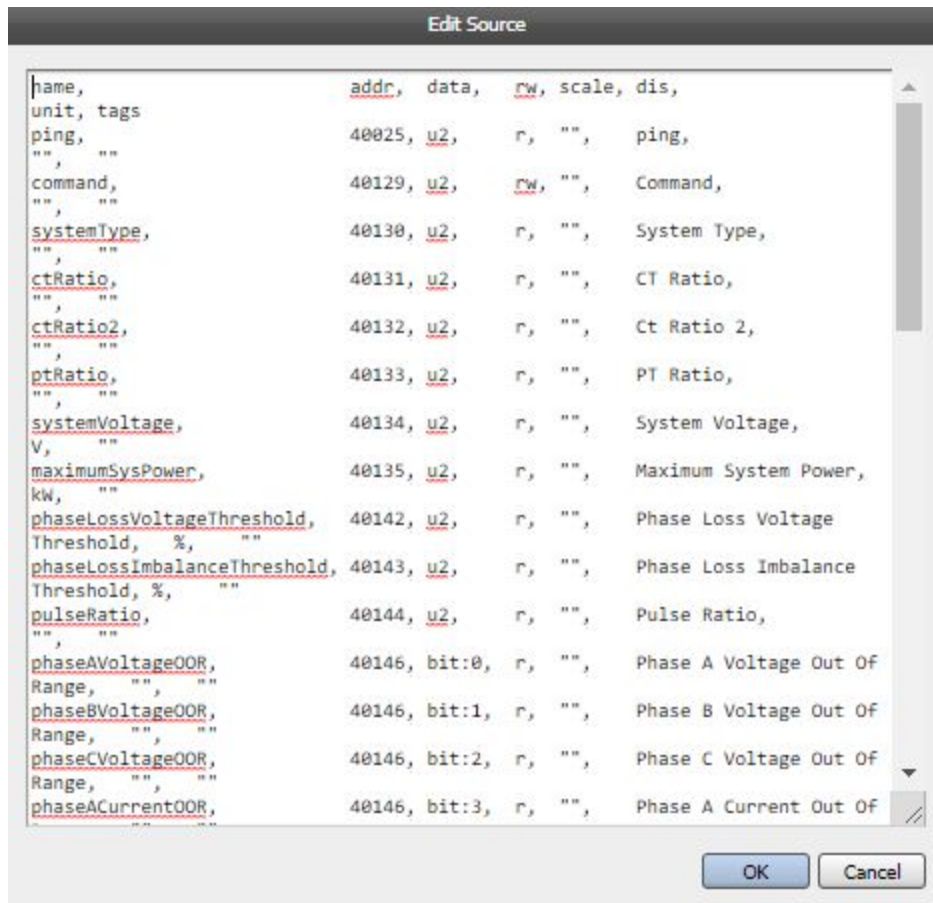 Edit Source
name, addr, data, rw, scale, dis,
unit, tags
ping, 40025, u2, r, "", ping,
"", ""
command, 40129, u2, rw, "", Command,
"", ""
systemType, 40130, u2, r, "", System Type,
"", ""
ctRatio, 40131, u2, r, "", CT Ratio,
"", ""
ctRatio2, 40132, u2, r, "", Ct Ratio 2,
"", ""
ptRatio, 40133, u2, r, "", PT Ratio,
"", ""
systemVoltage, 40134, u2, r, "", System Voltage,
V, ""
maximumSysPower, 40135, u2, r, "", Maximum System Power,
kW, ""
phaseLossVoltageThreshold, 40142, u2, r, "", Phase Loss Voltage
Threshold, %, ""
phaseLossImbalanceThreshold, 40143, u2, r, "", Phase Loss Imbalance
Threshold, %, ""
pulseRatio, 40144, u2, r, "", Pulse Ratio,
"", ""
phaseAVoltageOOR, 40146, bit:0, r, "", Phase A Voltage Out Of
Range, "", ""
phaseBVoltageOOR, 40146, bit:1, r, "", Phase B Voltage Out Of
Range, "", ""
phaseCVoltageOOR, 40146, bit:2, r, "", Phase C Voltage Out Of
Range, "", ""
phaseACurrentOOR, 40146, bit:3, r, "", Phase A Current Out Of
OK Cancel